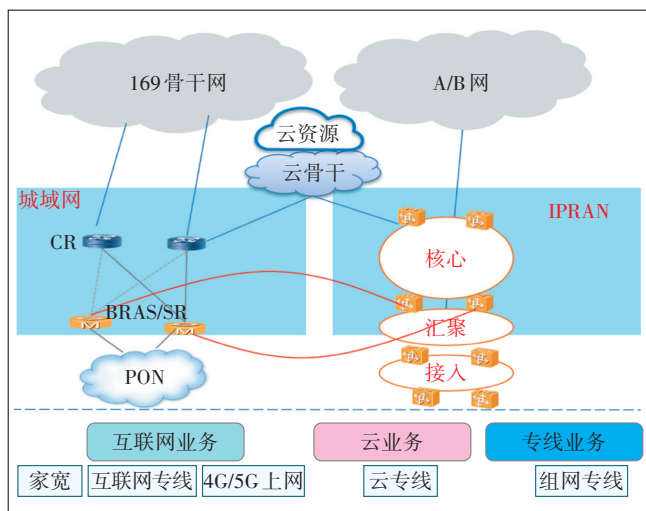 169骨干网
A/B网
云资源
云骨干
城域网
IPRAN
CR
核心
BRAS/SR
汇聚
PON
接入
互联网业务
云业务
专线业务
家宽
互联网专线
4G/5G上网
云专线
组网专线